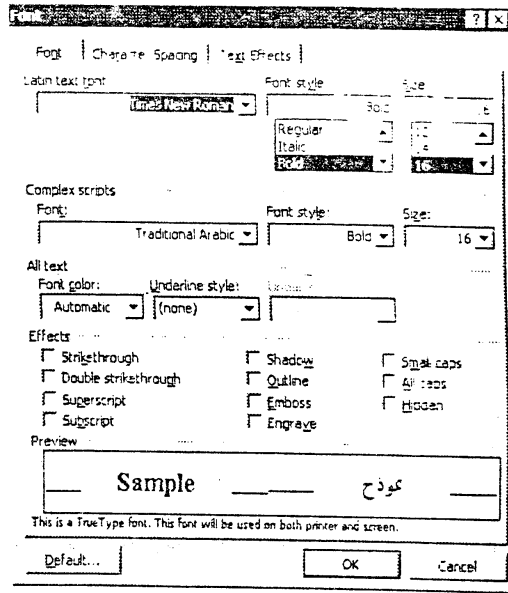 Font ? ×
Font Character Spacing Text Effects
Latin text font Font style Size
Times New Roman Bold 16
Regular
Italic
Bold 16
Complex scripts
Font: Font style: Size:
Traditional Arabic Bold 16
All text
Font color: Underline style:
Automatic (none)
Effects
Strikethrough Shadow Small caps
Double strikethrough Outline All caps
Superscript Emboss Hidden
Subscript Engrave
Preview
Sample نموذج
This is a TrueType font. This font will be used on both printer and screen.
Default... OK Cancel